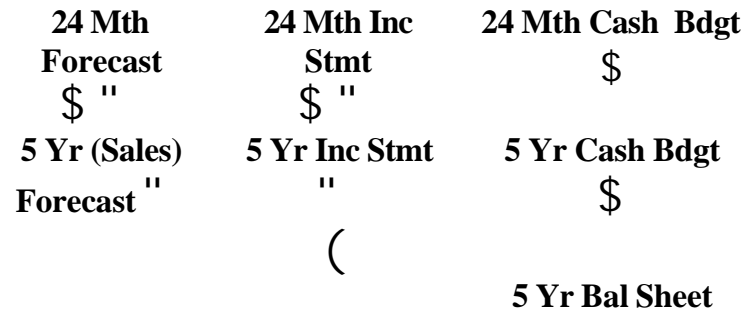 24 Mth 24 Mth Inc 24 Mth Cash Bdgt
Forecast Stmt $
$ " $ "
5 Yr (Sales) 5 Yr Inc Stmt 5 Yr Cash Bdgt
Forecast " " $
(
5 Yr Bal Sheet